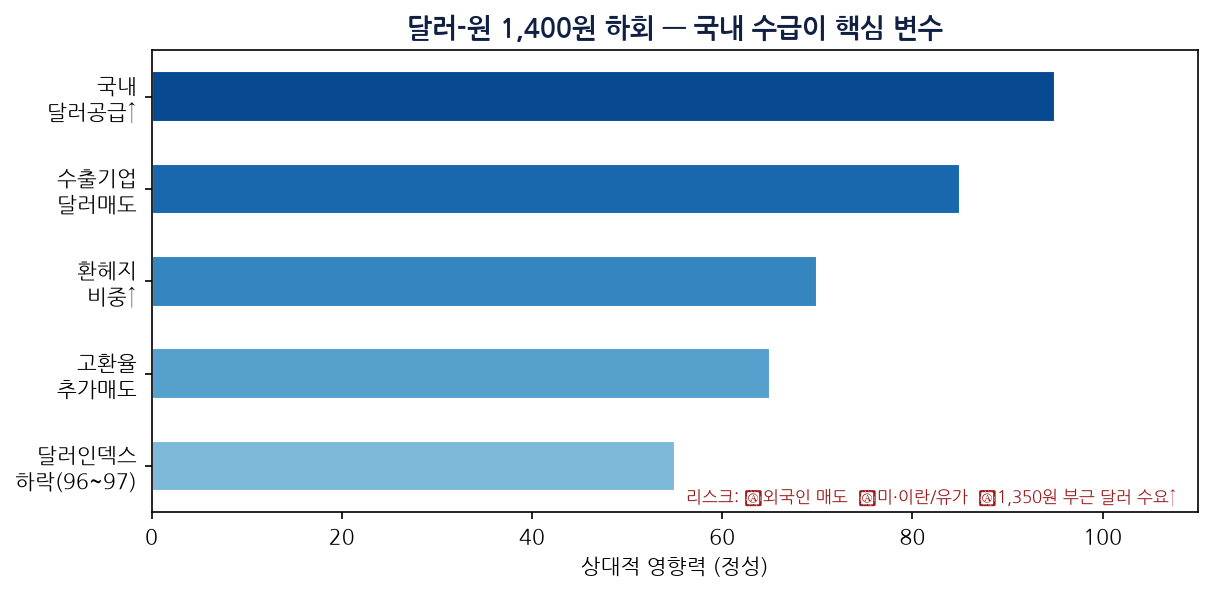 달러-원 1,400원 하회 — 국내 수급이 핵심 변수
국내
달러공급↑
수출기업
달러매도
환헤지
비중↑
고환율
추가매도
달러인덱스
하락(96~97)
리스크: 외국인 매도 미·이란/유가 1,350원 부근 달러 수요↑
0 20 40 60 80 100
상대적 영향력 (정성)